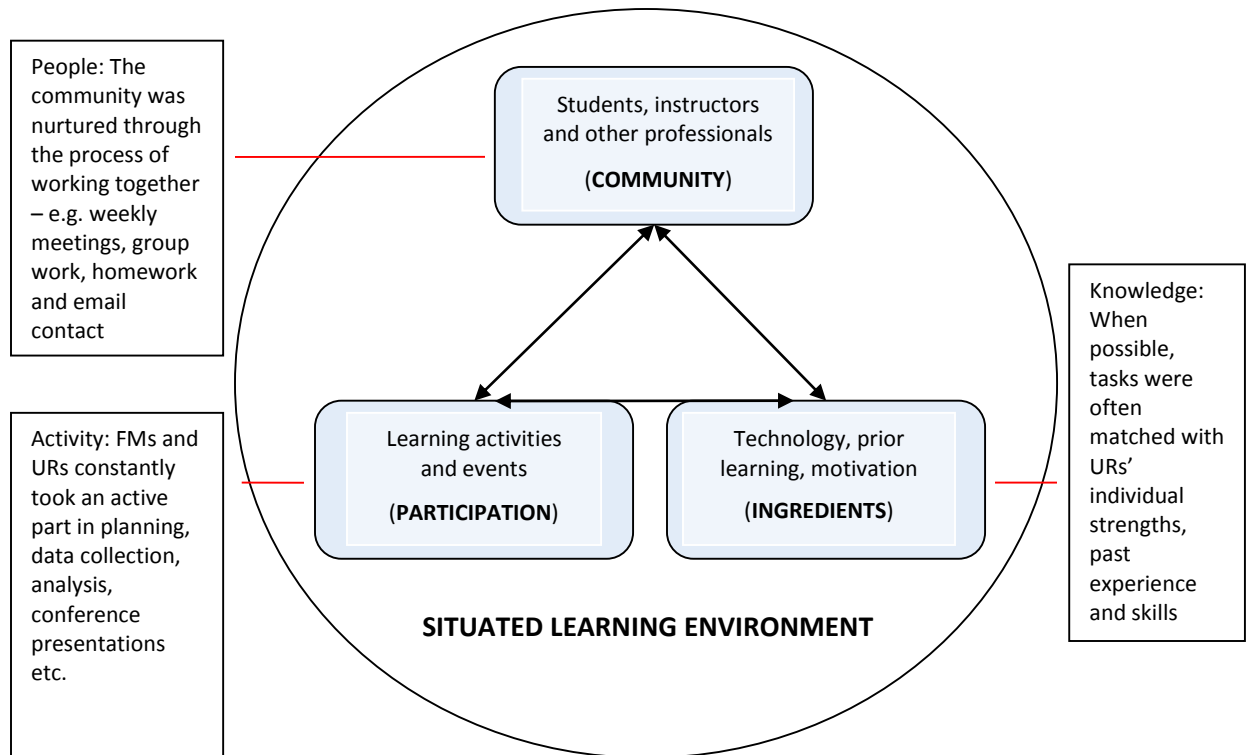 People: The
community was
nurtured through
the process of
working together
– e.g. weekly
meetings, group
work, homework
and email
contact
Students, instructors
and other professionals
(COMMUNITY)
Activity: FMs and
URs constantly
took an active
part in planning,
data collection,
analysis,
conference
presentations
etc.
Learning activities
and events
(PARTICIPATION)
Technology, prior
learning, motivation
(INGREDIENTS)
Knowledge:
When
possible,
tasks were
often
matched with
URs’
individual
strengths,
past
experience
and skills
SITUATED LEARNING ENVIRONMENT